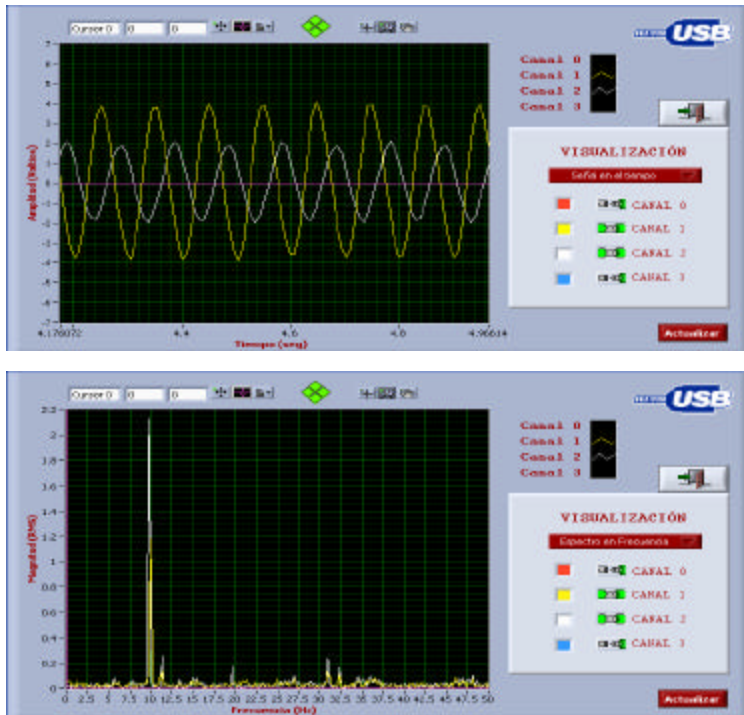 Cursor 0 0 0
USB
Canal 0
Canal 1
Canal 2
Canal 3
VISUALIZACIÓN
Señal en el tiempo
CANAL 0
CANAL 1
CANAL 2
CANAL 3
Actualizar
Amplitud (Voltios)
7
5
4
3
2
1
0
-1
-2
-3
-4
-5
-6
-7
4.4
4.6
4.8
Tiempo (seg)
Cursor 0 0 0
USB
Canal 0
Canal 1
Canal 2
Canal 3
VISUALIZACIÓN
Espectro en Frecuencia
CANAL 0
CANAL 1
CANAL 2
CANAL 3
Actualizar
Magnitud (RMS)
2.2
2
1.8
1.6
1.4
1.2
1
0.8
0.6
0.4
0.2
0
0 2.5 5 7.5 10 12.5 15 17.5 20 22.5 25 27.5 30 32.5 35 37.5 40 42.5 45 47.5 50
Frecuencia (Hz)